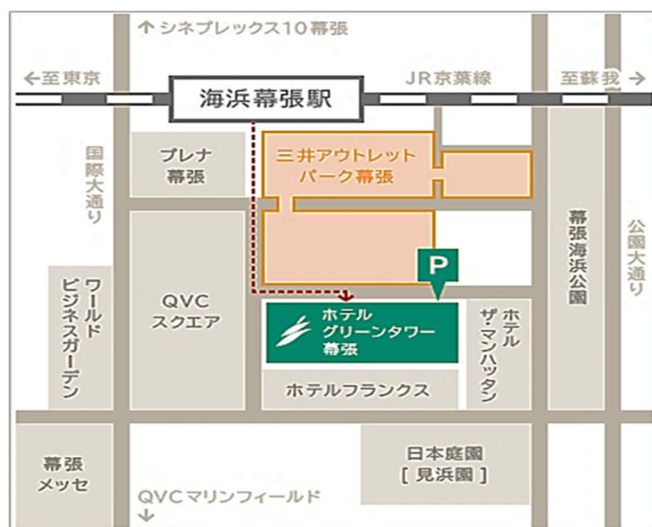 ↑ シネプレックス10幕張
←至東京
海浜幕張駅
JR京葉線
至蘇我→
国際大通り
プレナ
幕張
三井アウトレット
パーク幕張
幕張海浜公園
公園大通り
P
ワールド
ビジネスガーデン
QVC
スクエア
ホテル
グリーンタワー
幕張
ホテル
ザ・マンハッタン
ホテルフランクス
幕張
メッセ
日本庭園
[ 見浜園 ]
QVCマリンフィールド
↓